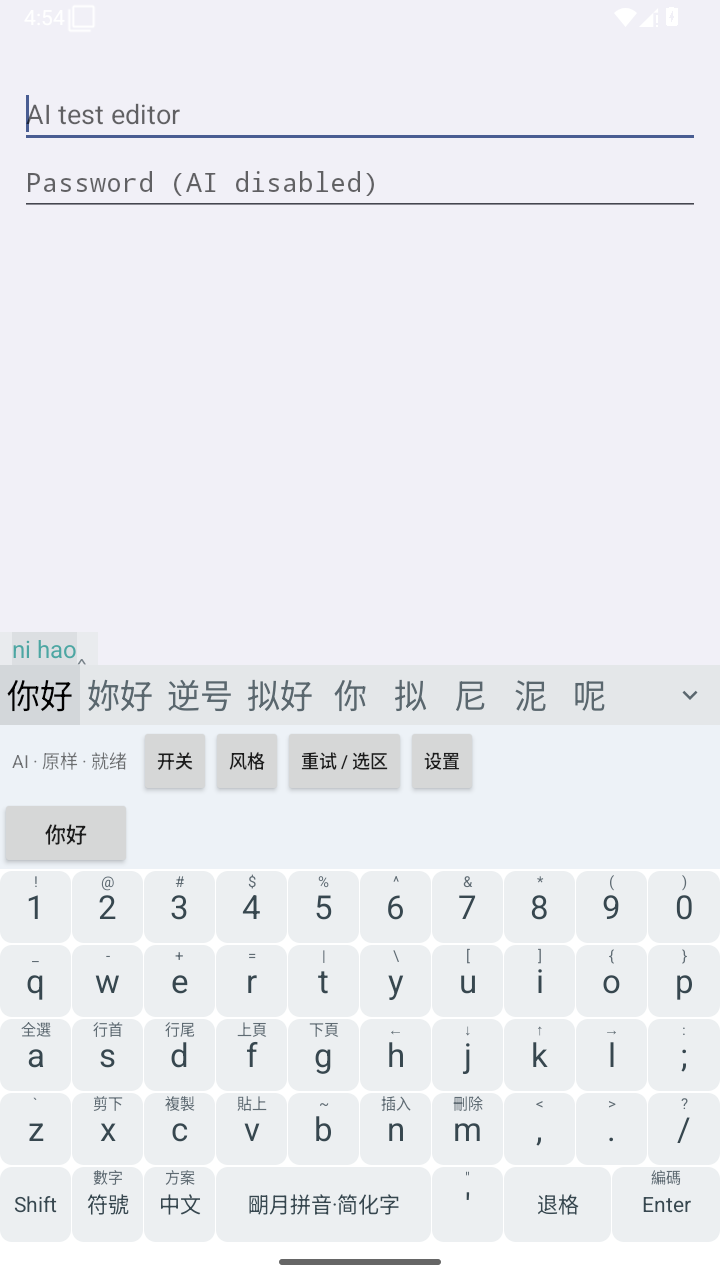 4:54
AI test editor
Password (AI disabled)
ni hao‸
你好 妳好 逆号 拟好 你 拟 尼 泥 呢
AI · 原样 · 就绪 开关 风格 重试 / 选区 设置
你好
! @ # $ % ^ & * ( )
1 2 3 4 5 6 7 8 9 0
_ - + = | \ [ ] { }
q w e r t y u i o p
全選 行首 行尾 上頁 下頁 ← ↓ ↑ → :
a s d f g h j k l ;
` 剪下 複製 貼上 ~ 插入 刪除 < > ?
z x c v b n m , . /
數字 方案 " 編碼
Shift 符號 中文 朙月拼音·简化字 ' 退格 Enter